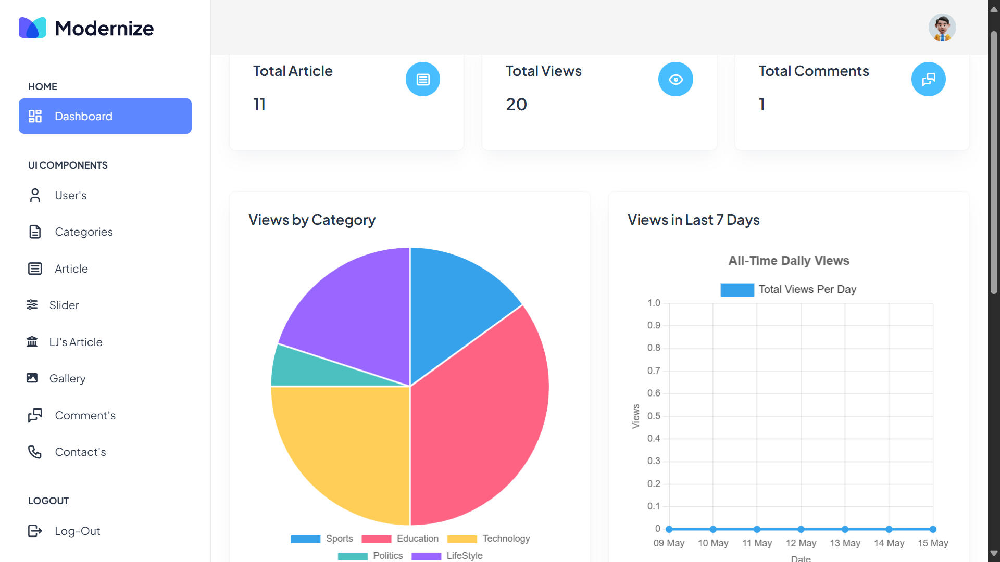 Modernize
HOME
Dashboard
UI COMPONENTS
User's
Categories
Article
Slider
LJ's Article
Gallery
Comment's
Contact's
LOGOUT
Log-Out
Total Article
11
Total Views
20
Total Comments
1
Views by Category
Sports Education Technology
Politics LifeStyle
Views in Last 7 Days
All-Time Daily Views
Total Views Per Day
1.0
0.9
0.8
0.7
0.6
0.5
0.4
0.3
0.2
0.1
0
Views
09 May 10 May 11 May 12 May 13 May 14 May 15 May
Date